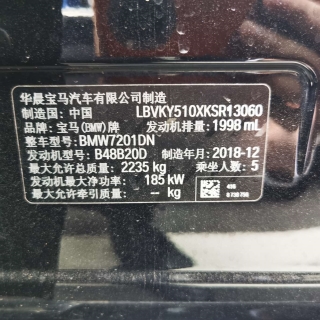 华晨宝马汽车有限公司制造
制造国: 中国 LBVKY510XKSR13060
品牌: 宝马(BMW)牌 发动机排量: 1998 ml
整车型号: BMW7201DN
发动机型号: B48B20D 制造年月: 2018-12
最大允许总质量: 2235 kg 乘坐人数: 5
发动机最大净功率: 185 kW
最大允许牵引质量: -- kg